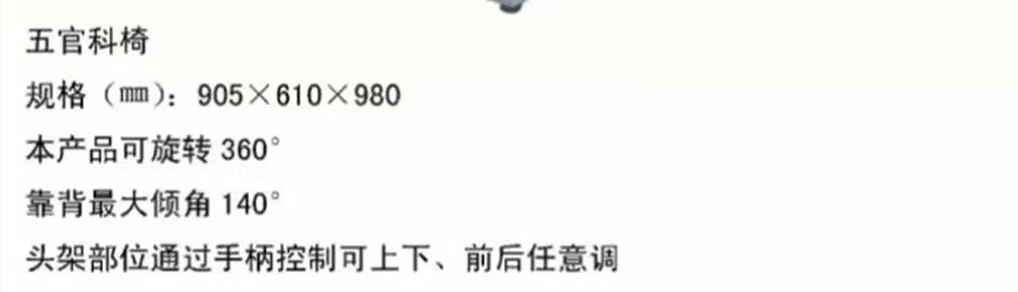 五官科椅
规格（㎜）：905×610×980
本产品可旋转 360°
靠背最大倾角 140°
头架部位通过手柄控制可上下、前后任意调